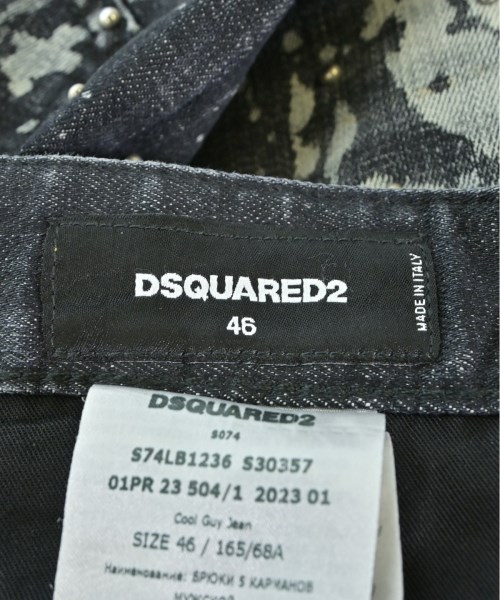 DSQUARED2
46
MADE IN ITALY
DSQUARED2
S074
S74LB1236 S30357
01PR 23 504/1 2023 01
Cool Guy Jean
SIZE 46 / 165/68A
Наименование: БРЮКИ 5 КАРМАНОВ
МУЖСКОЙ